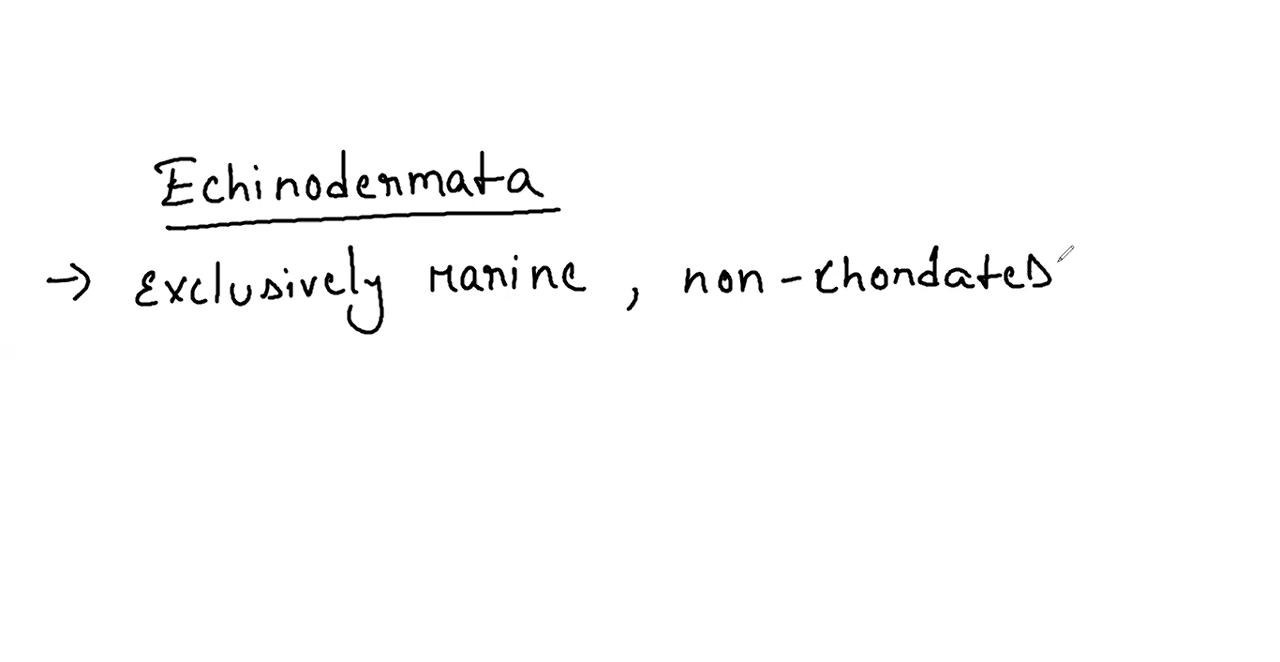 Echinodermata
→ Exclusively marine, non-chordates